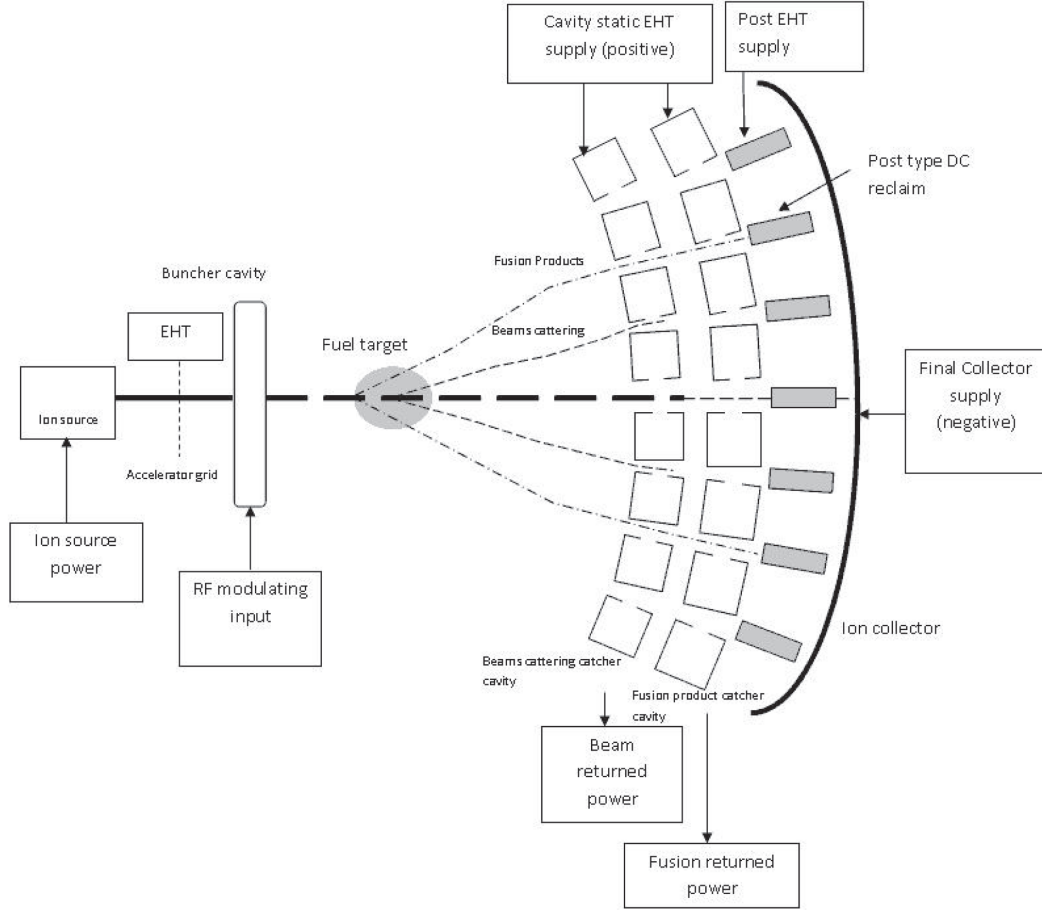 Cavity static EHT
supply (positive)
Post EHT
supply
Post type DC
reclaim
Fusion Products
Buncher cavity
Beams cattering
EHT
Fuel target
Final Collector
supply
(negative)
Ion source
Accelerator grid
Ion source
power
RF modulating
input
Ion collector
Beams cattering catcher
cavity
Fusion product catcher
cavity
Beam
returned
power
Fusion returned
power